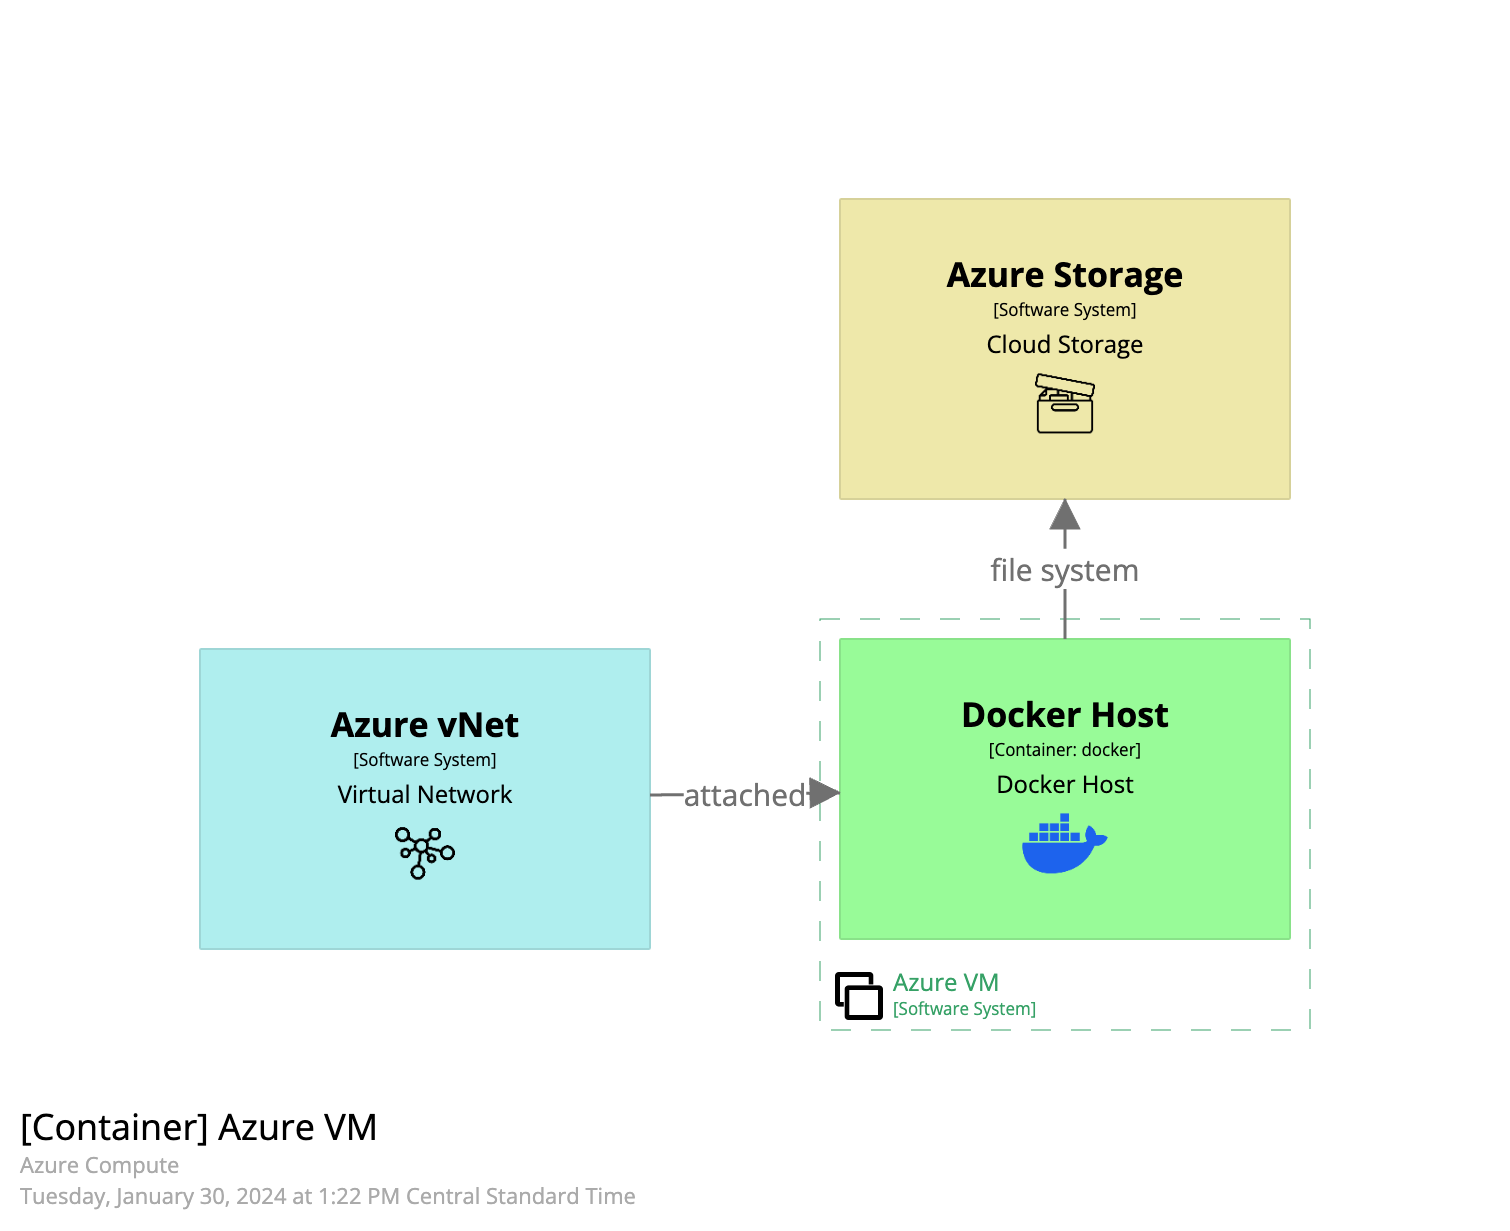 Azure Storage
[Software System]
Cloud Storage
file system
Azure vNet
[Software System]
Virtual Network
attached
Docker Host
[Container: docker]
Docker Host
Azure VM
[Software System]
[Container] Azure VM
Azure Compute
Tuesday, January 30, 2024 at 1:22 PM Central Standard Time